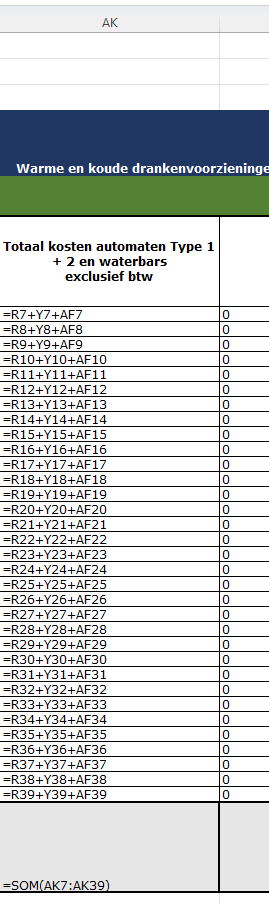 AK
Warme en koude drankenvoorzieninge
Totaal kosten automaten Type 1
+ 2 en waterbars
exclusief btw
=R7+Y7+AF7 0
=R8+Y8+AF8 0
=R9+Y9+AF9 0
=R10+Y10+AF10 0
=R11+Y11+AF11 0
=R12+Y12+AF12 0
=R13+Y13+AF13 0
=R14+Y14+AF14 0
=R15+Y15+AF15 0
=R16+Y16+AF16 0
=R17+Y17+AF17 0
=R18+Y18+AF18 0
=R19+Y19+AF19 0
=R20+Y20+AF20 0
=R21+Y21+AF21 0
=R22+Y22+AF22 0
=R23+Y23+AF23 0
=R24+Y24+AF24 0
=R25+Y25+AF25 0
=R26+Y26+AF26 0
=R27+Y27+AF27 0
=R28+Y28+AF28 0
=R29+Y29+AF29 0
=R30+Y30+AF30 0
=R31+Y31+AF31 0
=R32+Y32+AF32 0
=R33+Y33+AF33 0
=R34+Y34+AF34 0
=R35+Y35+AF35 0
=R36+Y36+AF36 0
=R37+Y37+AF37 0
=R38+Y38+AF38 0
=R39+Y39+AF39 0
=SOM(AK7:AK39)